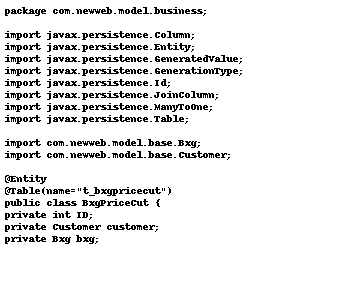 package com.newweb.model.business;

import javax.persistence.Column;
import javax.persistence.Entity;
import javax.persistence.GeneratedValue;
import javax.persistence.GenerationType;
import javax.persistence.Id;
import javax.persistence.JoinColumn;
import javax.persistence.ManyToOne;
import javax.persistence.Table;

import com.newweb.model.base.Bxg;
import com.newweb.model.base.Customer;

@Entity
@Table(name="t_bxgpricecut")
public class BxgPriceCut {
private int ID;
private Customer customer;
private Bxg bxg;